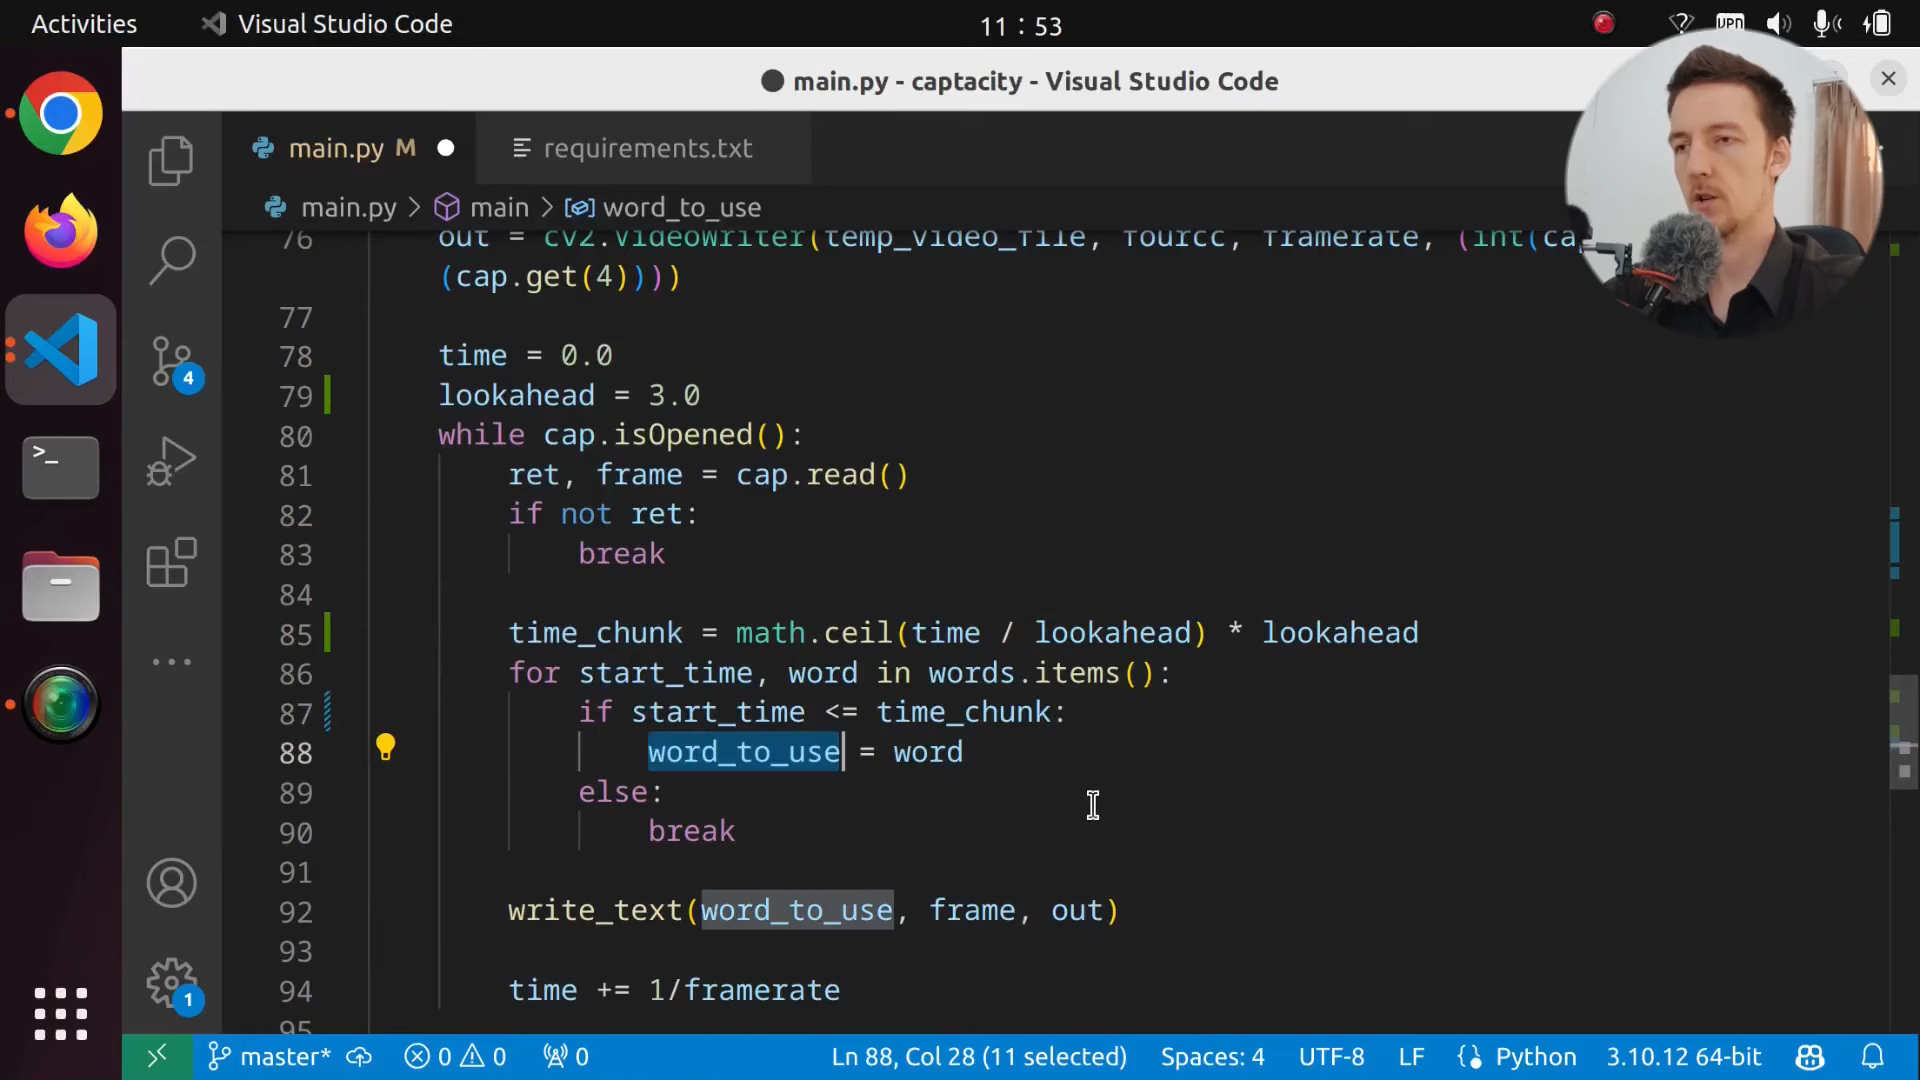 Activities
Visual Studio Code
11 : 53
VPN
main.py - captacity - Visual Studio Code
main.py M
requirements.txt
main.py > main > word_to_use
76 out = cv2.VideoWriter(temp_video_file, fourcc, framerate, (int(ca
(cap.get(4))))
77
78 time = 0.0
79 lookahead = 3.0
80 while cap.isOpened():
81 ret, frame = cap.read()
82 if not ret:
83 break
84
85 time_chunk = math.ceil(time / lookahead) * lookahead
86 for start_time, word in words.items():
87 if start_time <= time_chunk:
88 word_to_use = word
89 else:
90 break
91
92 write_text(word_to_use, frame, out)
93
94 time += 1/framerate
95
4
1
master*
0 0
0
Ln 88, Col 28 (11 selected)
Spaces: 4
UTF-8
LF
Python
3.10.12 64-bit